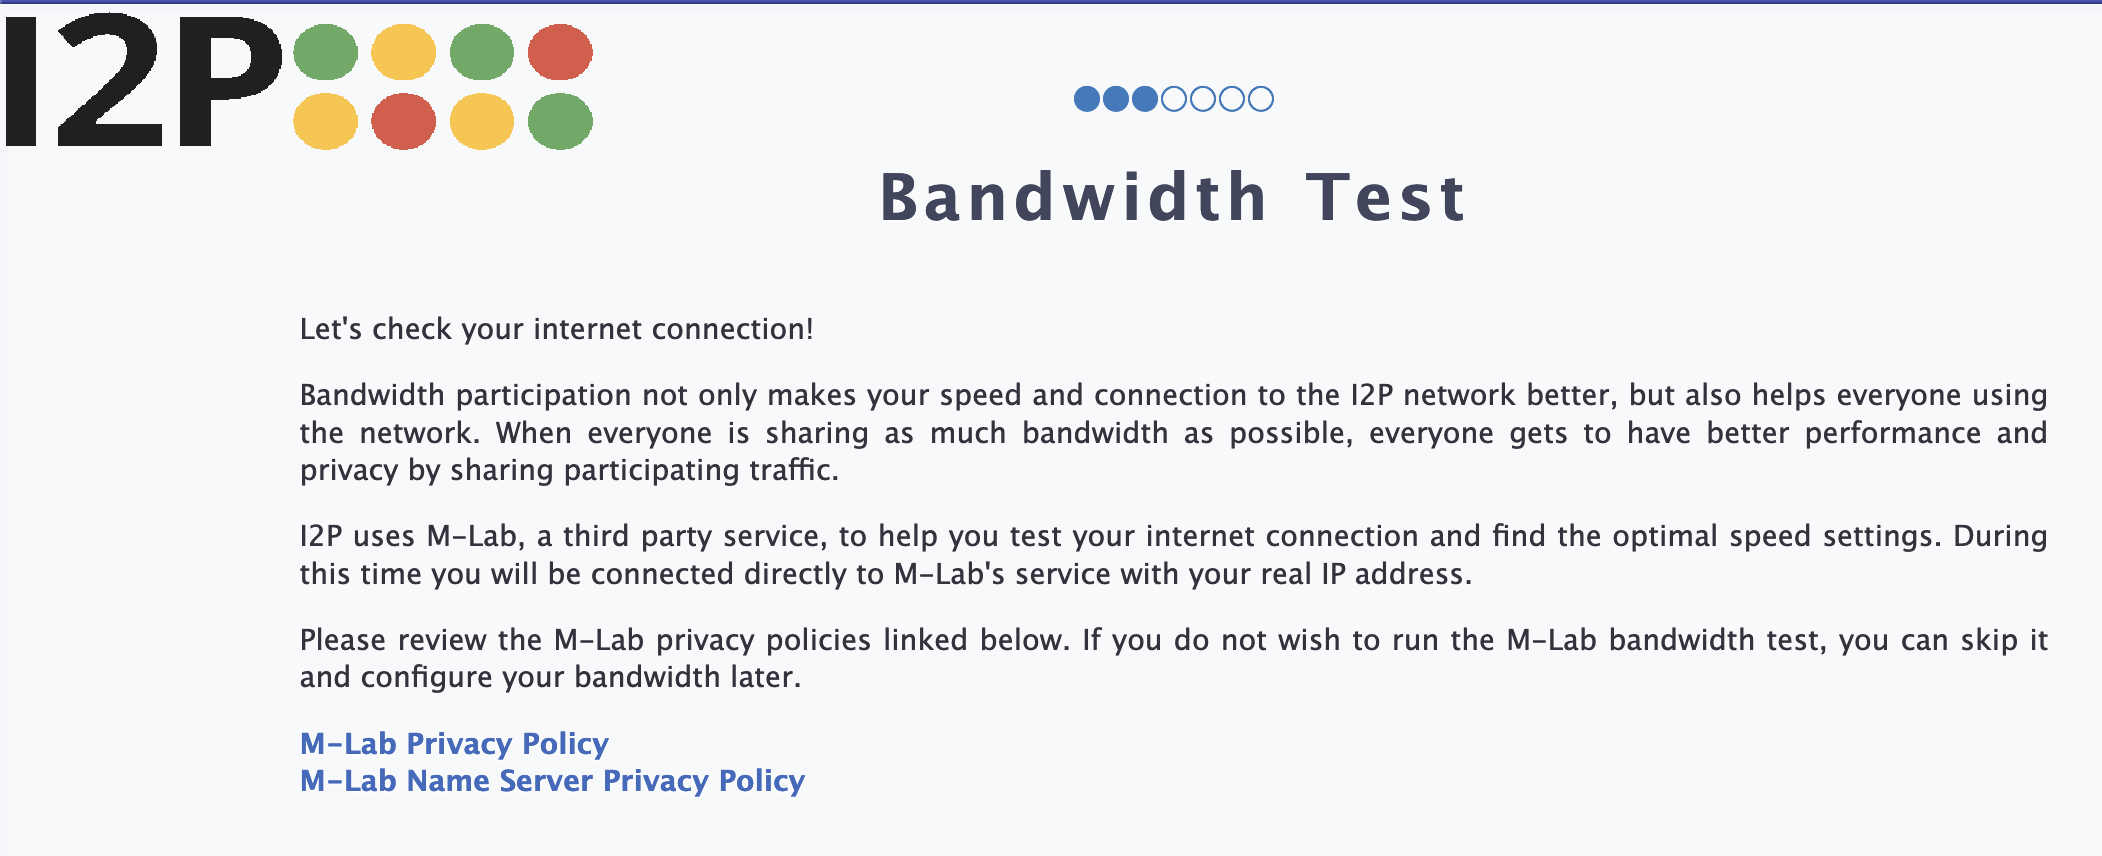 I2P
Bandwidth Test
Let's check your internet connection!
Bandwidth participation not only makes your speed and connection to the I2P network better, but also helps everyone using
the network. When everyone is sharing as much bandwidth as possible, everyone gets to have better performance and
privacy by sharing participating traffic.
I2P uses M-Lab, a third party service, to help you test your internet connection and find the optimal speed settings. During
this time you will be connected directly to M-Lab's service with your real IP address.
Please review the M-Lab privacy policies linked below. If you do not wish to run the M-Lab bandwidth test, you can skip it
and configure your bandwidth later.
M-Lab Privacy Policy
M-Lab Name Server Privacy Policy